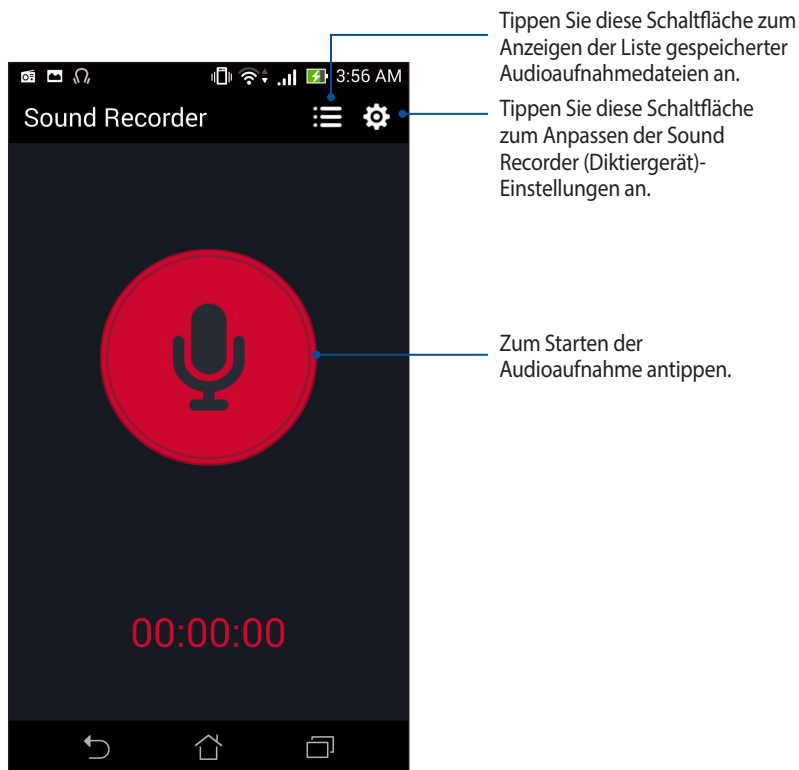 Tippen Sie diese Schaltfläche zum
Anzeigen der Liste gespeicherter
Audioaufnahmedateien an.
3:56 AM
Sound Recorder
Tippen Sie diese Schaltfläche
zum Anpassen der Sound
Recorder (Diktiergerät)-
Einstellungen an.
Zum Starten der
Audioaufnahme antippen.
00:00:00